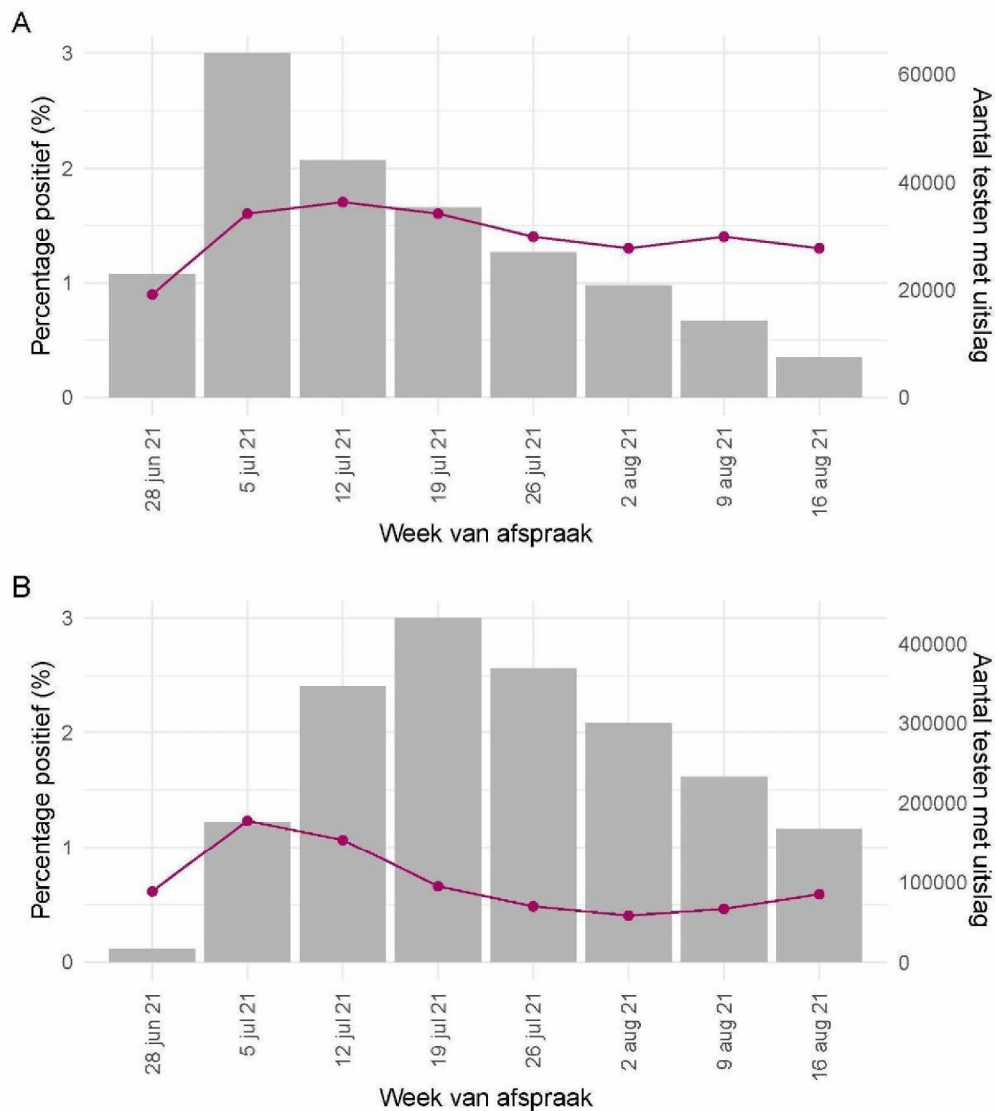 A
Percentage positief (%)
3
2
1
0
60000
40000
20000
0
Aantal testen met uitslag
28 jun 21
5 jul 21
12 jul 21
19 jul 21
26 jul 21
2 aug 21
9 aug 21
16 aug 21
Week van afspraak
B
Percentage positief (%)
3
2
1
0
400000
300000
200000
100000
0
Aantal testen met uitslag
28 jun 21
5 jul 21
12 jul 21
19 jul 21
26 jul 21
2 aug 21
9 aug 21
16 aug 21
Week van afspraak